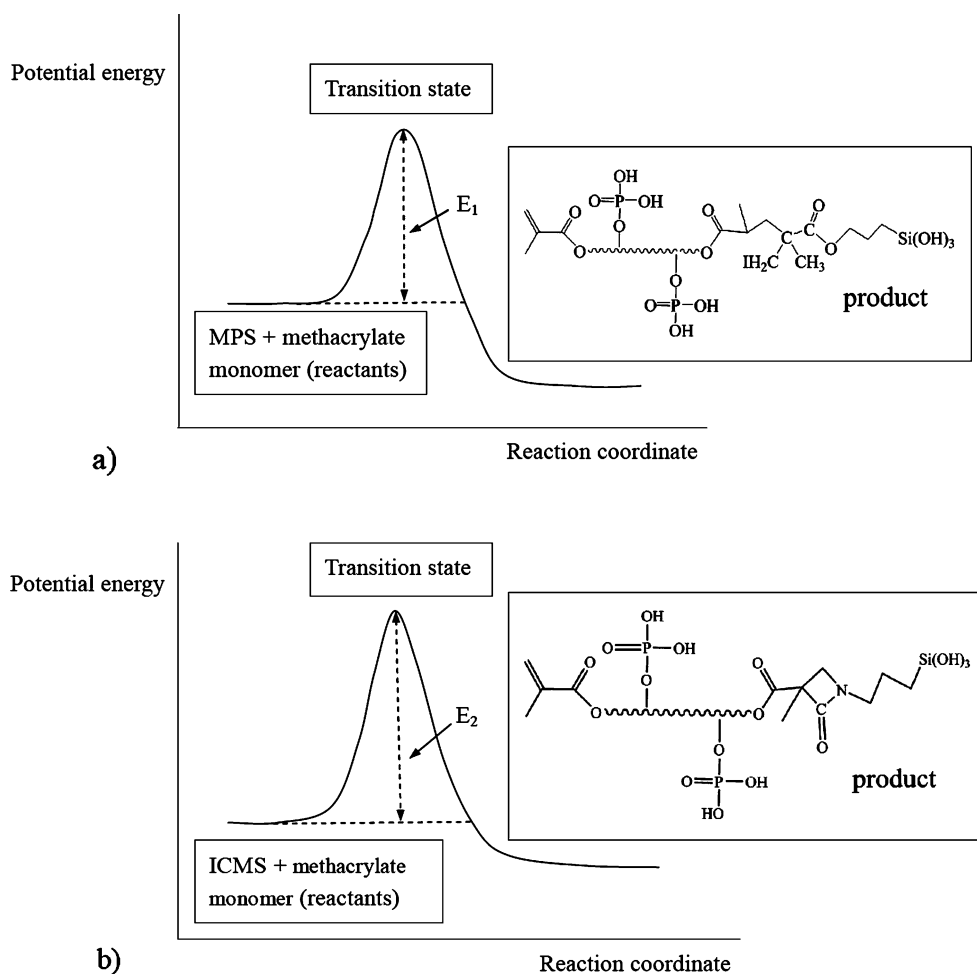 Potential energy
Transition state
E1
MPS + methacrylate
monomer (reactants)
OH
O=P-OH
O
O
O
O
O
O=P-OH
OH
O
O
C
C
O
IH2C
CH3
Si(OH)3
product
Reaction coordinate
a)
Potential energy
Transition state
E2
ICMS + methacrylate
monomer (reactants)
OH
O=P-OH
O
O
O
O
O
O=P-OH
HO
O
O
N
C
O
Si(OH)3
product
Reaction coordinate
b)